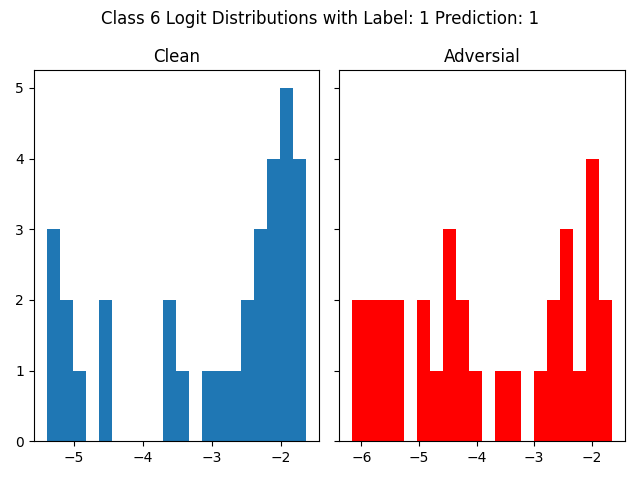 Class 6 Logit Distributions with Label: 1 Prediction: 1
Clean
Adversial
5
4
3
2
1
0
−5 −4 −3 −2
−6 −5 −4 −3 −2